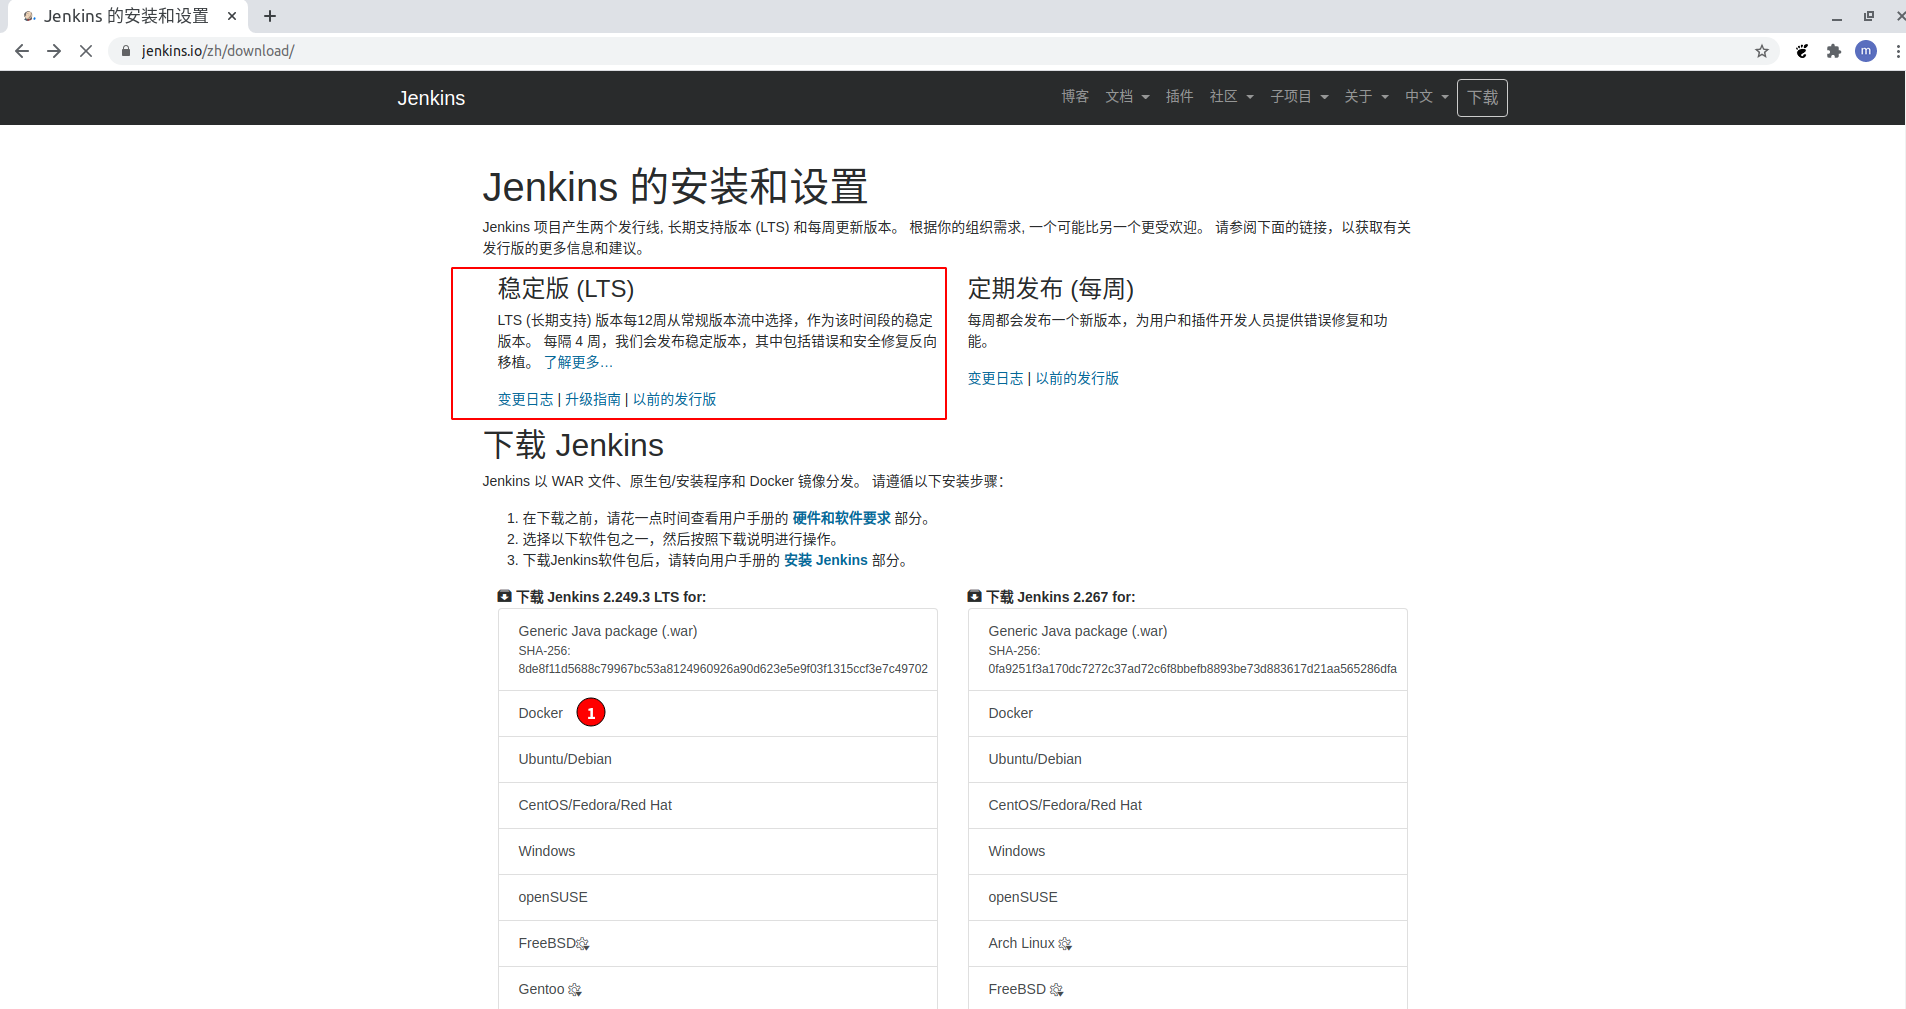 Jenkins 的安装和设置
jenkins.io/zh/download/
m
Jenkins
博客 文档 插件 社区 子项目 关于 中文 下载
Jenkins 的安装和设置
Jenkins 项目产生两个发行线, 长期支持版本 (LTS) 和每周更新版本。 根据你的组织需求, 一个可能比另一个更受欢迎。 请参阅下面的链接，以获取有关
发行版的更多信息和建议。
稳定版 (LTS)
LTS (长期支持) 版本每12周从常规版本流中选择，作为该时间段的稳定
版本。 每隔 4 周，我们会发布稳定版本，其中包括错误和安全修复反向
移植。 了解更多…
变更日志 | 升级指南 | 以前的发行版
定期发布 (每周)
每周都会发布一个新版本，为用户和插件开发人员提供错误修复和功
能。
变更日志 | 以前的发行版
下载 Jenkins
Jenkins 以 WAR 文件、原生包/安装程序和 Docker 镜像分发。 请遵循以下安装步骤：
1. 在下载之前，请花一点时间查看用户手册的 硬件和软件要求 部分。
2. 选择以下软件包之一，然后按照下载说明进行操作。
3. 下载Jenkins软件包后，请转向用户手册的 安装 Jenkins 部分。
下载 Jenkins 2.249.3 LTS for:
Generic Java package (.war)
SHA-256:
8de8f11d5688c79967bc53a8124960926a90d623e5e9f03f1315ccf3e7c49702
Docker 1
Ubuntu/Debian
CentOS/Fedora/Red Hat
Windows
openSUSE
FreeBSD
Gentoo
下载 Jenkins 2.267 for:
Generic Java package (.war)
SHA-256:
0fa9251f3a170dc7272c37ad72c6f8bbefb8893be73d883617d21aa565286dfa
Docker
Ubuntu/Debian
CentOS/Fedora/Red Hat
Windows
openSUSE
Arch Linux
FreeBSD